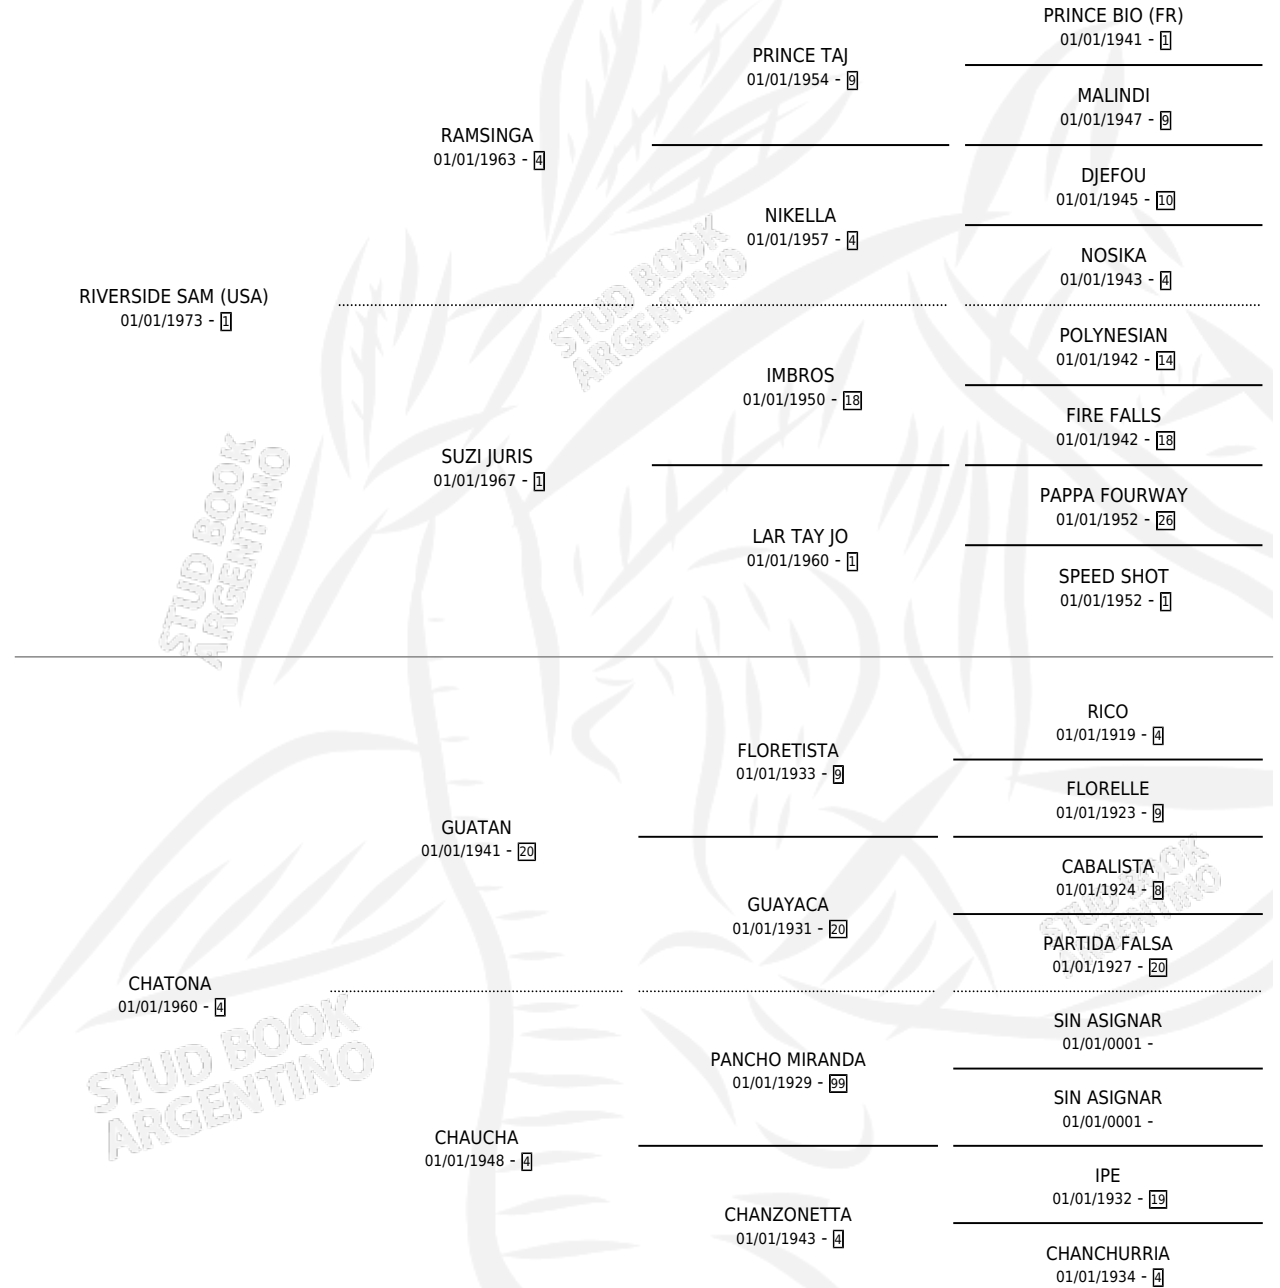 PRINCE BIO (FR)
01/01/1941 - 1
PRINCE TAJ
01/01/1954 - 9
MALINDI
01/01/1947 - 9
RAMSINGA
01/01/1963 - 4
DJEFOU
01/01/1945 - 10
NIKELLA
01/01/1957 - 4
NOSIKA
01/01/1943 - 4
RIVERSIDE SAM (USA)
01/01/1973 - 1
POLYNESIAN
01/01/1942 - 14
IMBROS
01/01/1950 - 18
FIRE FALLS
01/01/1942 - 18
SUZI JURIS
01/01/1967 - 1
PAPPA FOURWAY
01/01/1952 - 26
LAR TAY JO
01/01/1960 - 1
SPEED SHOT
01/01/1952 - 1
RICO
01/01/1919 - 4
FLORETISTA
01/01/1933 - 9
FLORELLE
01/01/1923 - 9
GUATAN
01/01/1941 - 20
CABALISTA
01/01/1924 - 8
GUAYACA
01/01/1931 - 20
PARTIDA FALSA
01/01/1927 - 20
CHATONA
01/01/1960 - 4
SIN ASIGNAR
01/01/0001 -
PANCHO MIRANDA
01/01/1929 - 99
SIN ASIGNAR
01/01/0001 -
CHAUCHA
01/01/1948 - 4
IPE
01/01/1932 - 19
CHANZONETTA
01/01/1943 - 4
CHANCHURRIA
01/01/1934 - 4
STUD BOOK
ARGENTINO
STUD BOOK
ARGENTINO
STUD BOOK
ARGENTINO
STUD BOOK
ARGENTINO